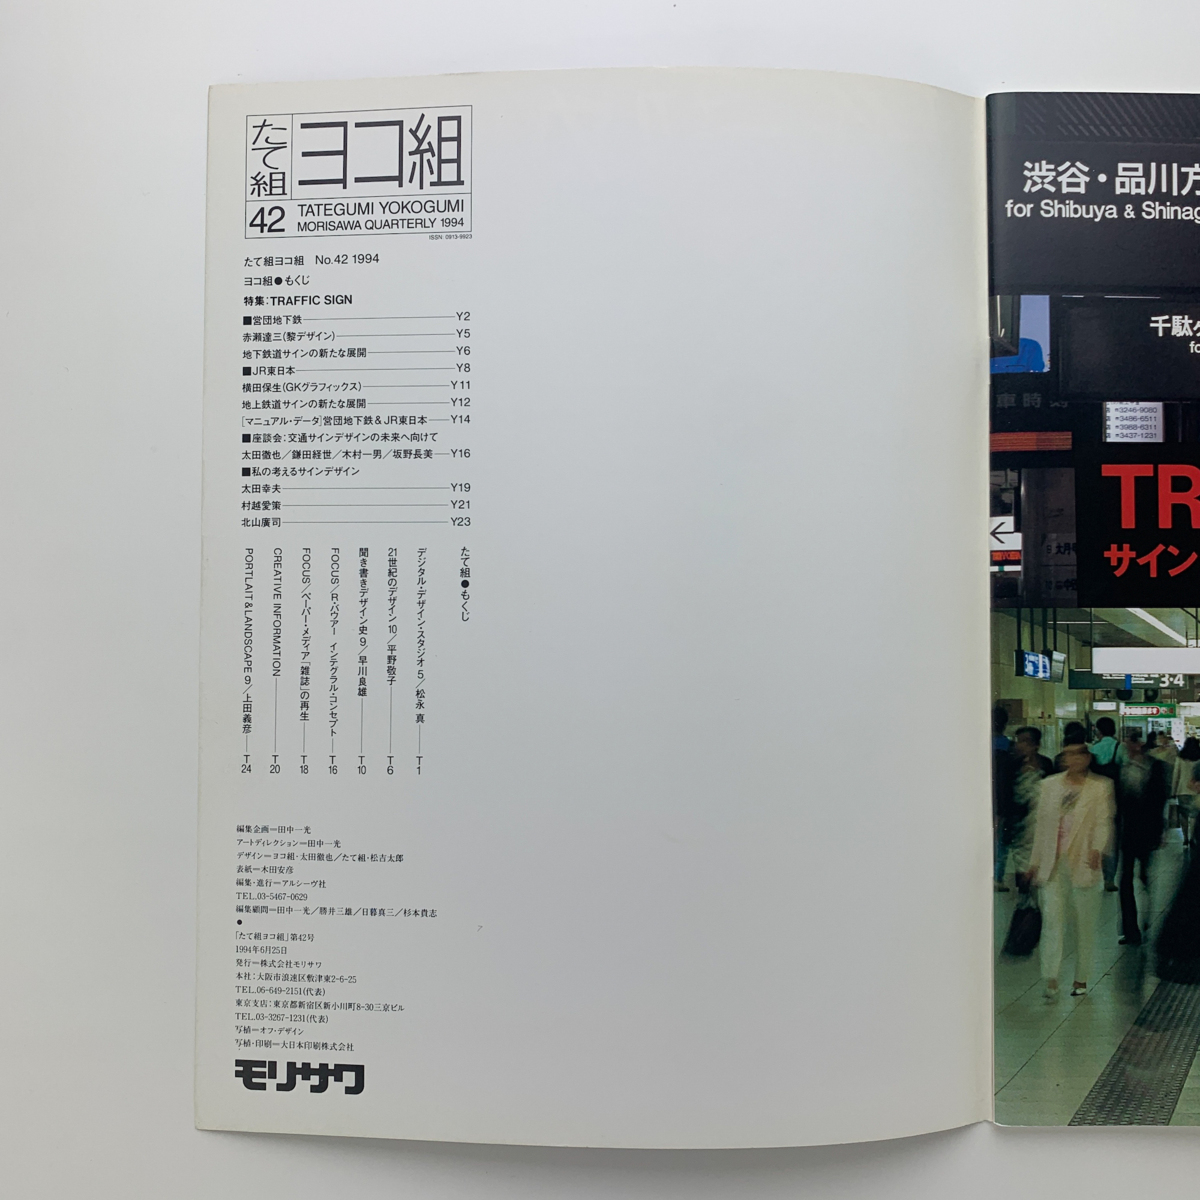 たて組
ヨコ組
42
TATEGUMI YOKOGUMI
MORISAWA QUARTERLY 1994
ISSN 0913-9923
たて組ヨコ組 No.42 1994
ヨコ組●もくじ
特集:TRAFFIC SIGN
■営団地下鉄 Y2
赤瀬達三(黎デザイン) Y5
地下鉄道サインの新たな展開 Y6
■JR東日本 Y8
横田保生(GKグラフィックス) Y11
地上鉄道サインの新たな展開 Y12
[マニュアル・データ]営団地下鉄&JR東日本 Y14
■座談会:交通サインデザインの未来へ向けて
太田徹也/鎌田経世/木村一男/坂野長美 Y16
■私の考えるサインデザイン
太田幸夫 Y19
村越愛策 Y21
北山廣司 Y23
たて組●もくじ
デジタル・デザイン・スタジオ5/松永 真 T1
21世紀のデザイン10/平野敬子 T6
聞き書きデザイン史9/早川良雄 T10
FOCUS/R・バウアー インテグラル・コンセプト T16
FOCUS/ペーパー・メディア「雑誌」の再生 T18
CREATIVE INFORMATION T20
PORTLAIT&LANDSCAPE 9/上田義彦 T24
編集企画=田中一光
アートディレクション=田中一光
デザイン=ヨコ組・太田徹也/たて組・松吉太郎
表紙=木田安彦
編集・進行=アルシーヴ社
TEL.03-5467-0629
編集顧問=田中一光/勝井三雄/日暮真三/杉本貴志
●
「たて組ヨコ組」第42号
1994年6月25日
発行=株式会社モリサワ
本社:大阪市浪速区敷津東2-6-25
TEL.06-649-2151(代表)
東京支店:東京都新宿区新小川町8-30三京ビル
TEL.03-3267-1231(代表)
写植=オフ・デザイン
写植・印刷=大日本印刷株式会社
モリサワ
渋谷・品川方
for Shibuya & Shinag
千駄ケ
fo
車時刻
3246-9080
3486-6511
3988-6311
3437-1231
TR
サイン
3・4